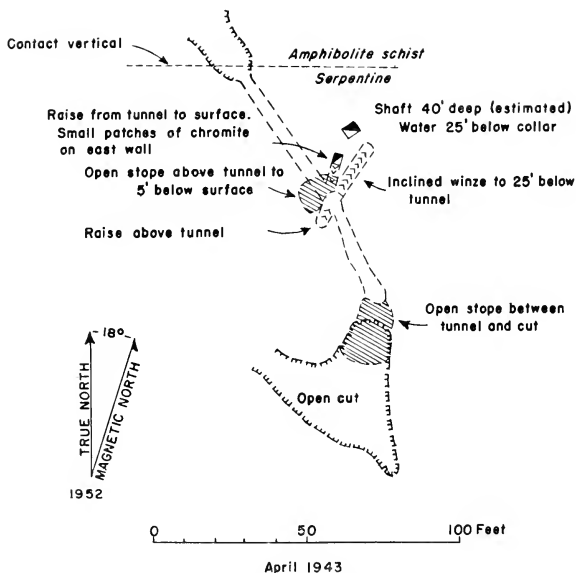 Contact vertical
Amphibolite schist
Serpentine
Raise from tunnel to surface.
Small patches of chromite
on east wall
Shaft 40' deep (estimated)
Water 25' below collar
Open stope above tunnel to
5' below surface
Inclined winze to 25' below
tunnel
Raise above tunnel
Open stope between
tunnel and cut
Open cut
18°
TRUE NORTH
MAGNETIC NORTH
1952
0 50 100 Feet
April 1943